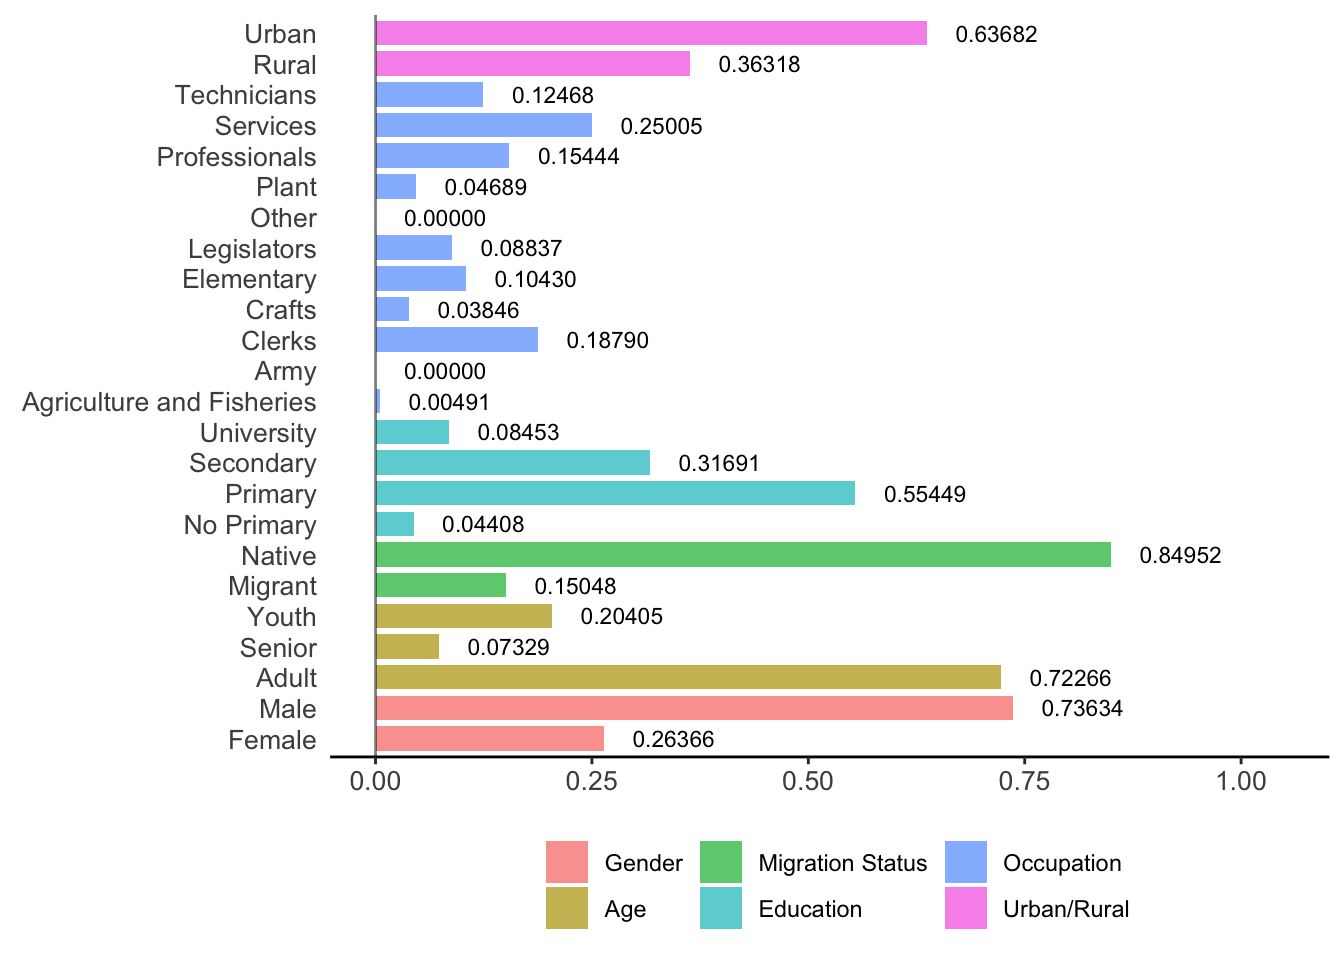 Urban 0.63682
Rural 0.36318
Technicians 0.12468
Services 0.25005
Professionals 0.15444
Plant 0.04689
Other 0.00000
Legislators 0.08837
Elementary 0.10430
Crafts 0.03846
Clerks 0.18790
Army 0.00000
Agriculture and Fisheries 0.00491
University 0.08453
Secondary 0.31691
Primary 0.55449
No Primary 0.04408
Native 0.84952
Migrant 0.15048
Youth 0.20405
Senior 0.07329
Adult 0.72266
Male 0.73634
Female 0.26366
0.00 0.25 0.50 0.75 1.00
Gender Migration Status Occupation
Age Education Urban/Rural